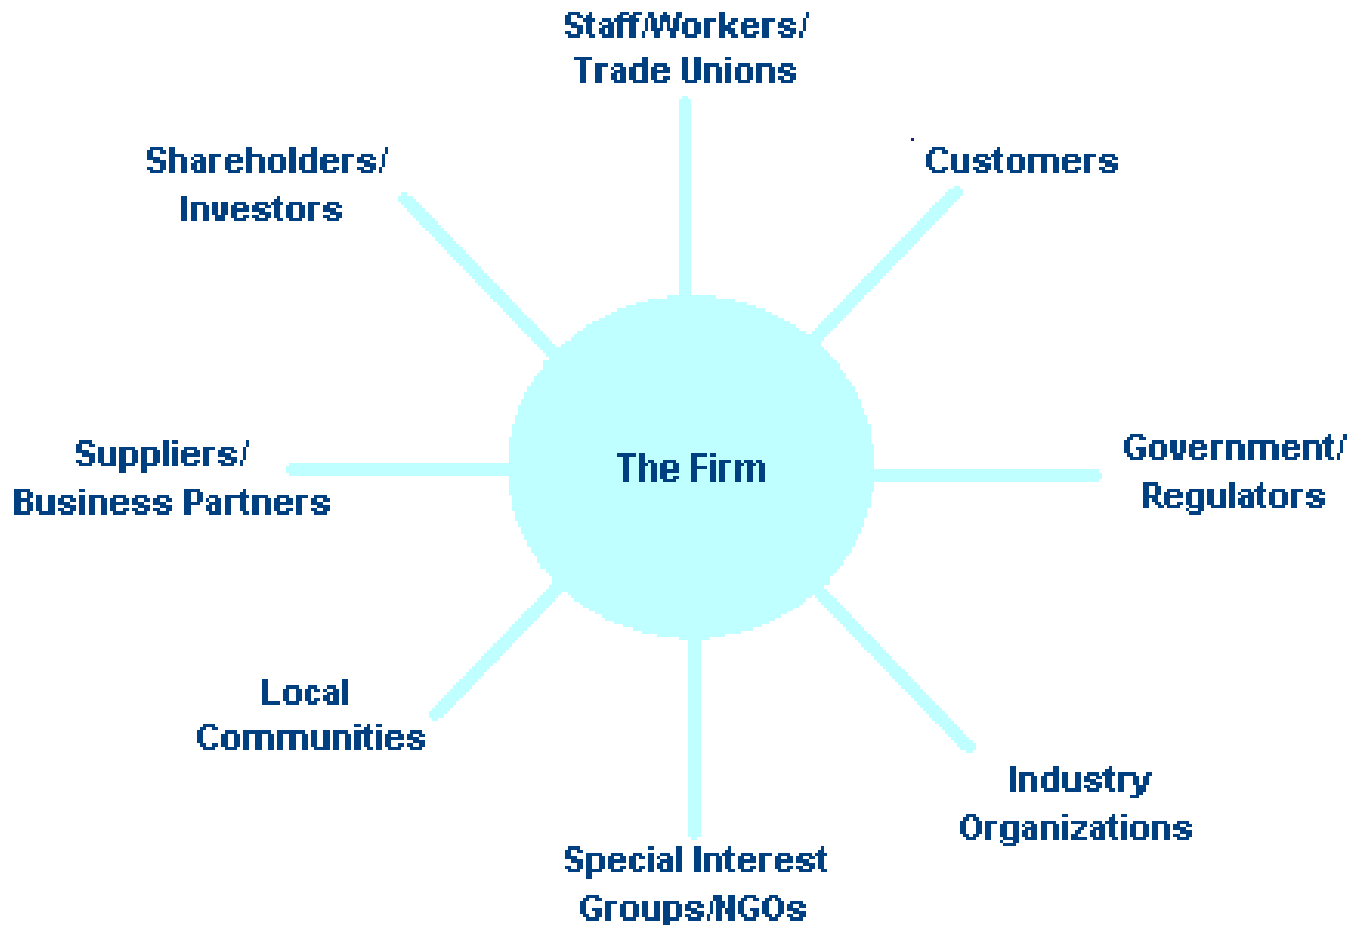 Staff/Workers/
Trade Unions
Shareholders/
Investors
Customers
Suppliers/
Business Partners
The Firm
Government/
Regulators
Local
Communities
Industry
Organizations
Special Interest
Groups/NGOs